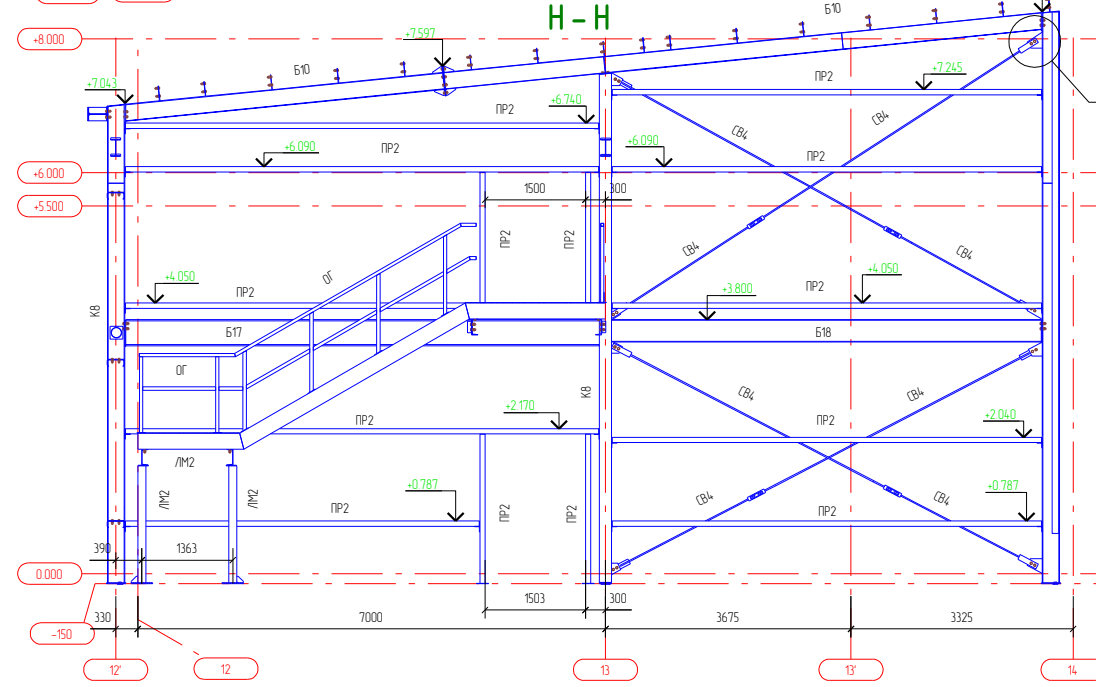 Н-Н
Б10
+8.000
+7.597
Б10
ПР2
+7.245
+7.043
+6.740
ПР2
СВ4
СВ4
+6.090
ПР2
+6.090
ПР2
+6.000
1500
300
+5.500
ПР2
ПР2
СВ4
СВ4
ОГ
+4.050
ПР2
+4.050
ПР2
+3.800
К8
Б17
Б18
ОГ
К8
СВ4
СВ4
+2.170
ПР2
+2.040
ПР2
ЛМ2
ЛМ2
ЛМ2
+0.787
ПР2
ПР2
ПР2
СВ4
СВ4
+0.787
ПР2
390
1363
0.000
1503
300
330
7000
3675
3325
-150
12'
12
13
13'
14